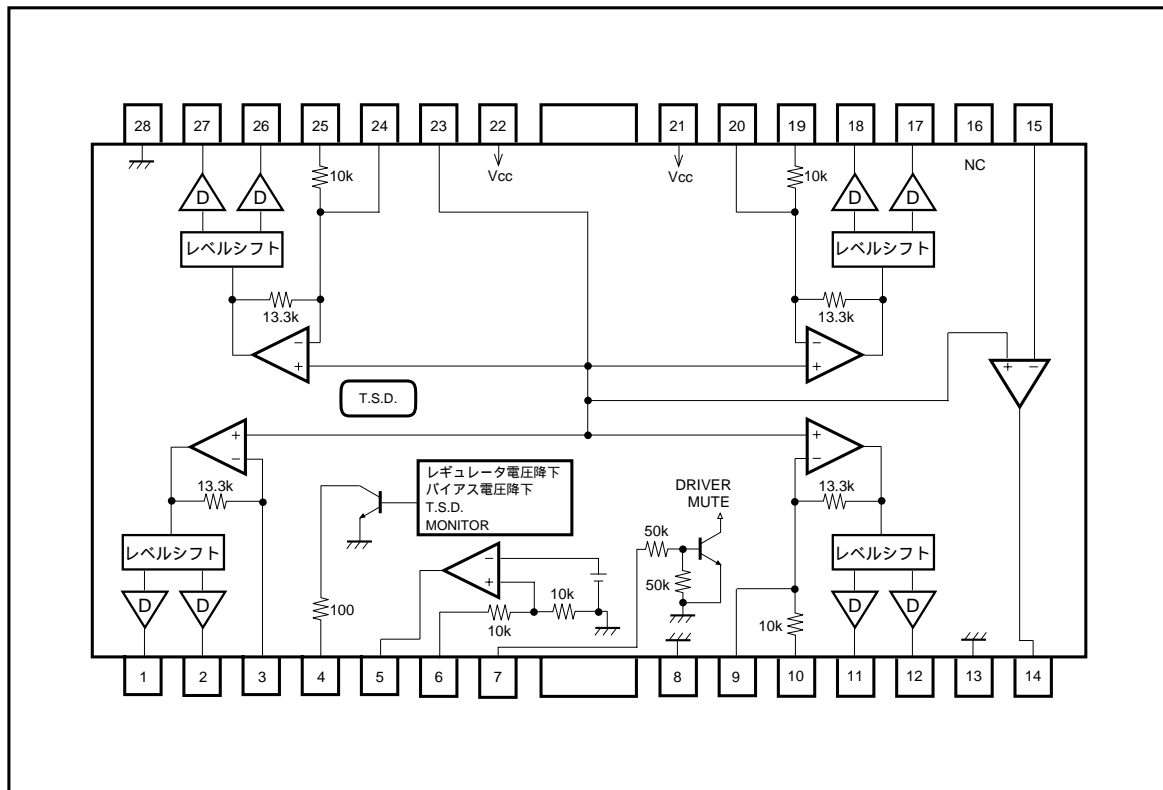 28 27 26 25 24 23 22 21 20 19 18 17 16 15
Vcc Vcc NC
10k 10k
D D D D
レベルシフト レベルシフト
13.3k 13.3k
− −
+ +
+ −
T.S.D.
+ +
− −
レギュレータ電圧降下
バイアス電圧降下
T.S.D.
MONITOR
DRIVER
MUTE
13.3k 13.3k
50k
レベルシフト レベルシフト
−
+
50k
10k
D D D D
100
10k
10k
1 2 3 4 5 6 7 8 9 10 11 12 13 14